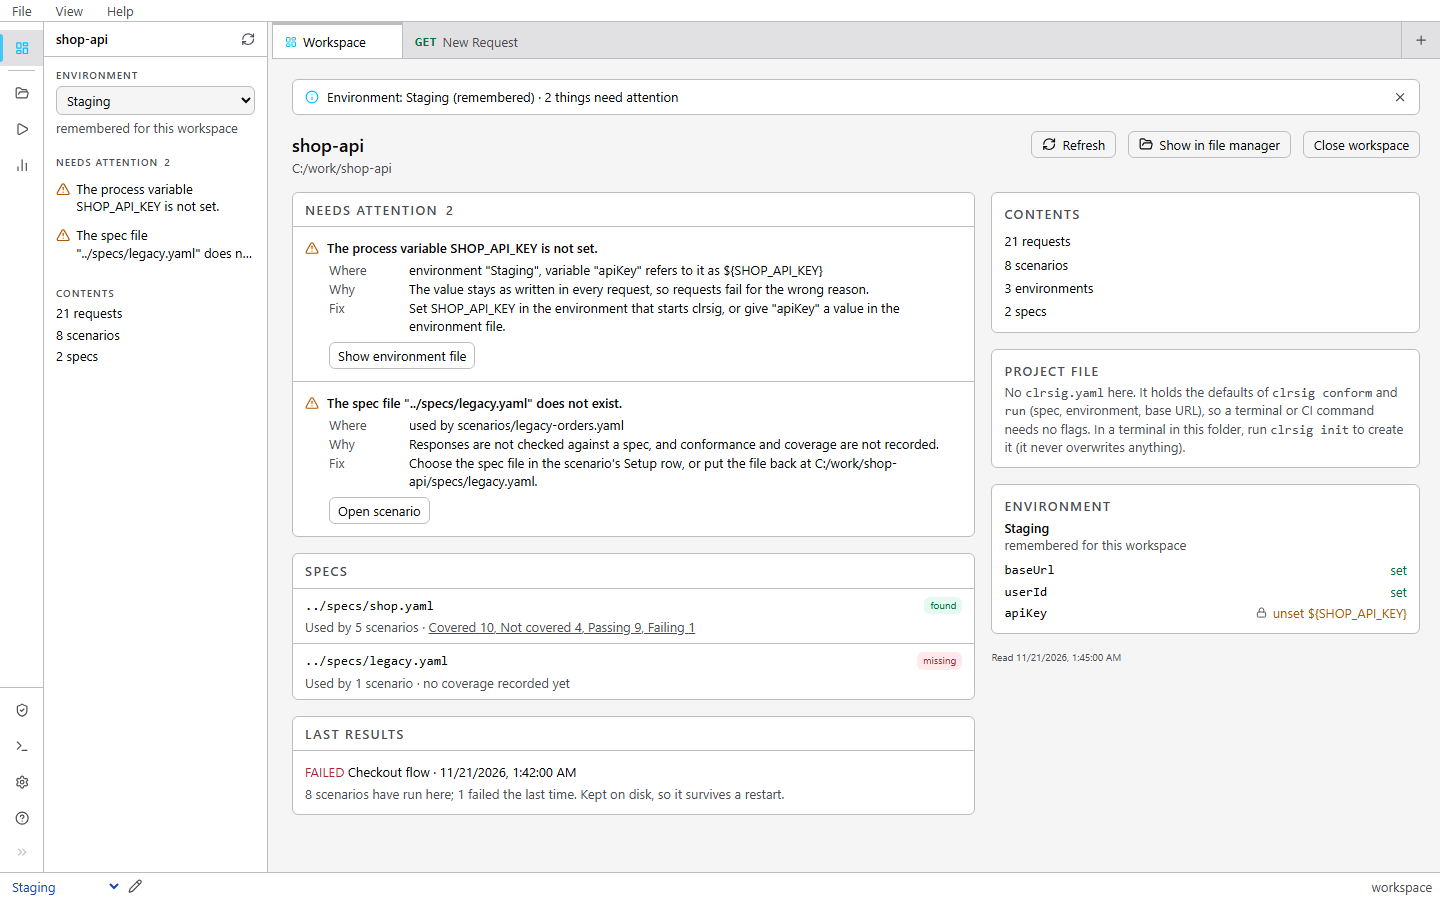 File View Help
shop-api
Workspace
GET New Request
ENVIRONMENT
Staging
remembered for this workspace
NEEDS ATTENTION 2
The process variable
SHOP_API_KEY is not set.
The spec file
"../specs/legacy.yaml" does n...
CONTENTS
21 requests
8 scenarios
2 specs
Environment: Staging (remembered) · 2 things need attention
shop-api
C:/work/shop-api
Refresh
Show in file manager
Close workspace
NEEDS ATTENTION 2
The process variable SHOP_API_KEY is not set.
Where environment "Staging", variable "apiKey" refers to it as ${SHOP_API_KEY}
Why The value stays as written in every request, so requests fail for the wrong reason.
Fix Set SHOP_API_KEY in the environment that starts clrsig, or give "apiKey" a value in the
environment file.
Show environment file
The spec file "../specs/legacy.yaml" does not exist.
Where used by scenarios/legacy-orders.yaml
Why Responses are not checked against a spec, and conformance and coverage are not recorded.
Fix Choose the spec file in the scenario's Setup row, or put the file back at C:/work/shop-
api/specs/legacy.yaml.
Open scenario
SPECS
../specs/shop.yaml found
Used by 5 scenarios · Covered 10, Not covered 4, Passing 9, Failing 1
../specs/legacy.yaml missing
Used by 1 scenario · no coverage recorded yet
LAST RESULTS
FAILED Checkout flow · 11/21/2026, 1:42:00 AM
8 scenarios have run here; 1 failed the last time. Kept on disk, so it survives a restart.
CONTENTS
21 requests
8 scenarios
3 environments
2 specs
PROJECT FILE
No clrsig.yaml here. It holds the defaults of clrsig conform and
run (spec, environment, base URL), so a terminal or CI command
needs no flags. In a terminal in this folder, run clrsig init to create
it (it never overwrites anything).
ENVIRONMENT
Staging
remembered for this workspace
baseUrl set
userId set
apiKey unset ${SHOP_API_KEY}
Read 11/21/2026, 1:45:00 AM
Staging
workspace